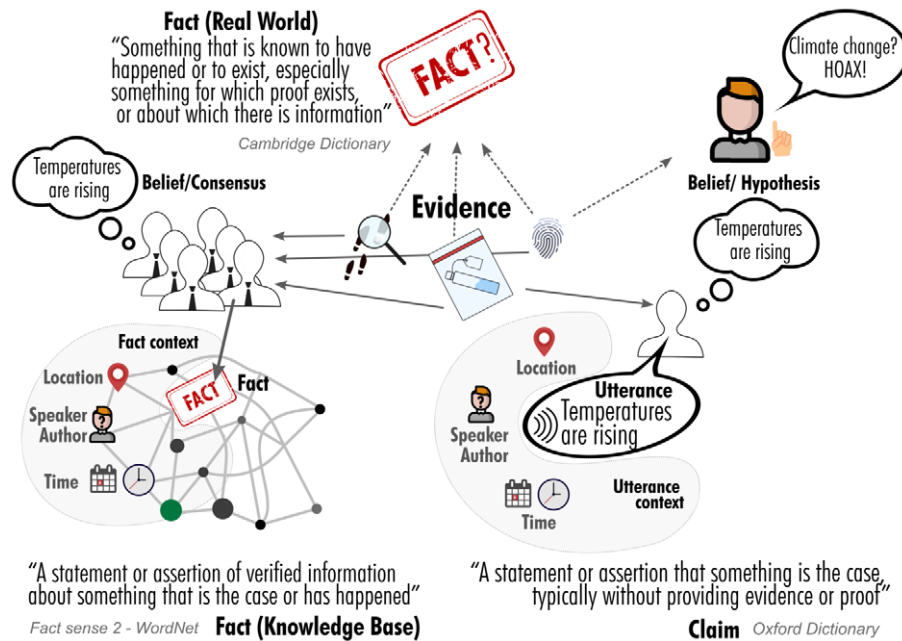 Fact (Real World)
“Something that is known to have
happened or to exist, especially
something for which proof exists,
or about which there is information”
Cambridge Dictionary
FACT?
Climate change?
HOAX!
Temperatures
are rising
Belief/Consensus
Evidence
Belief/ Hypothesis
Temperatures
are rising
Fact context
Location
Fact
FACT
Speaker
Author
?
Time
Location
Utterance
Temperatures
are rising
?
Speaker
Author
Utterance
context
Time
“A statement or assertion of verified information
about something that is the case or has happened”
Fact sense 2 - WordNet
Fact (Knowledge Base)
“A statement or assertion that something is the case,
typically without providing evidence or proof”
Claim
Oxford Dictionary